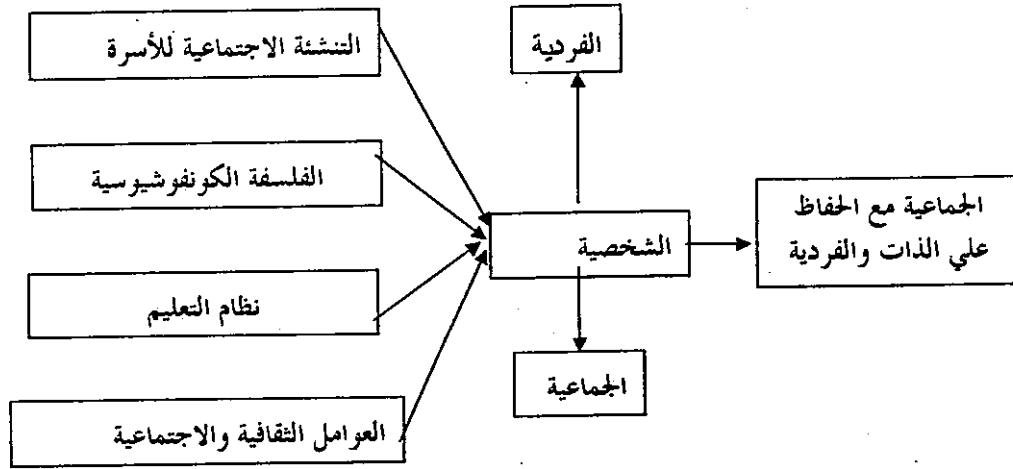 التنشئة الاجتماعية للأسرة
الفردية
الفلسفة الكونفوشيوسية
الشخصية
الجماعية مع الحفاظ
علي الذات والفردية
نظام التعليم
الجماعية
العوامل الثقافية والاجتماعية